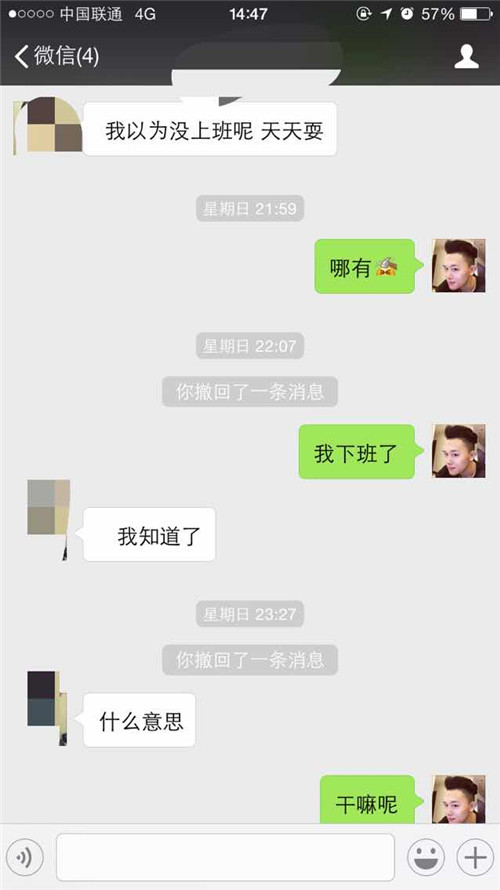 中国联通 4G 14:47 57%
微信(4)
我以为没上班呢 天天耍
星期日 21:59
哪有
星期日 22:07
你撤回了一条消息
我下班了
我知道了
星期日 23:27
你撤回了一条消息
什么意思
干嘛呢